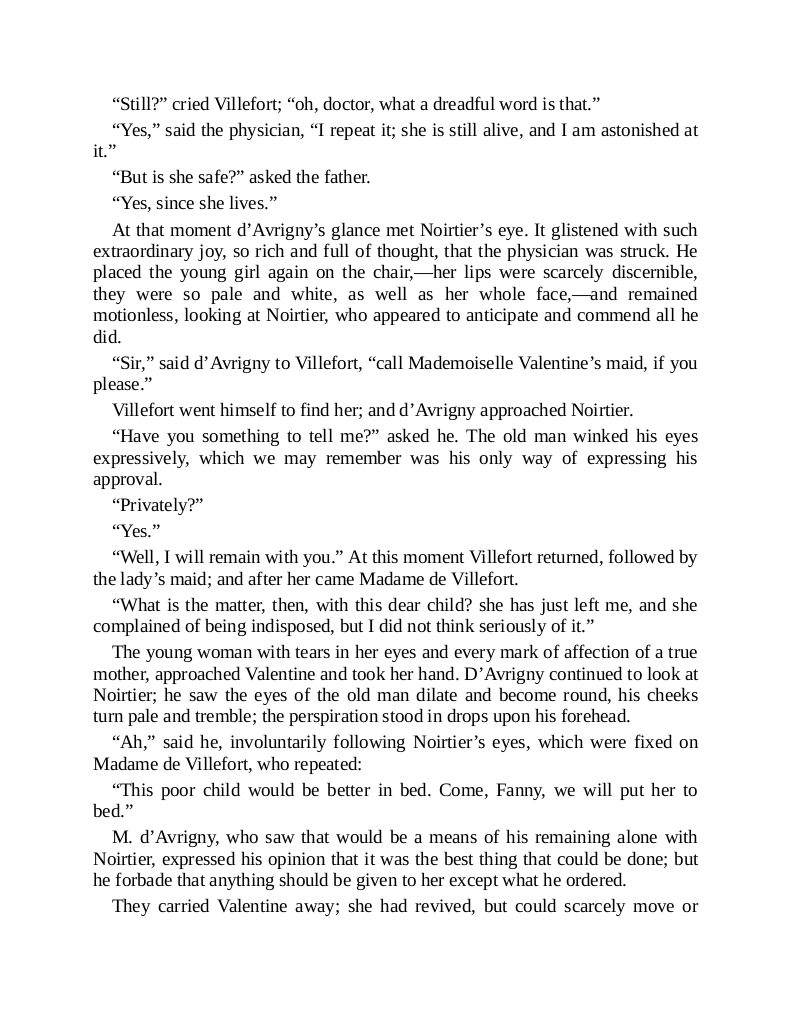 “Still?” cried Villefort; “oh, doctor, what a dreadful word is that.”
“Yes,” said the physician, “I repeat it; she is still alive, and I am astonished at
it.”
“But is she safe?” asked the father.
“Yes, since she lives.”
At that moment d’Avrigny’s glance met Noirtier’s eye. It glistened with such
extraordinary joy, so rich and full of thought, that the physician was struck. He
placed the young girl again on the chair,—her lips were scarcely discernible,
they were so pale and white, as well as her whole face,—and remained
motionless, looking at Noirtier, who appeared to anticipate and commend all he
did.
“Sir,” said d’Avrigny to Villefort, “call Mademoiselle Valentine’s maid, if you
please.”
Villefort went himself to find her; and d’Avrigny approached Noirtier.
“Have you something to tell me?” asked he. The old man winked his eyes
expressively, which we may remember was his only way of expressing his
approval.
“Privately?”
“Yes.”
“Well, I will remain with you.” At this moment Villefort returned, followed by
the lady’s maid; and after her came Madame de Villefort.
“What is the matter, then, with this dear child? she has just left me, and she
complained of being indisposed, but I did not think seriously of it.”
The young woman with tears in her eyes and every mark of affection of a true
mother, approached Valentine and took her hand. D’Avrigny continued to look at
Noirtier; he saw the eyes of the old man dilate and become round, his cheeks
turn pale and tremble; the perspiration stood in drops upon his forehead.
“Ah,” said he, involuntarily following Noirtier’s eyes, which were fixed on
Madame de Villefort, who repeated:
“This poor child would be better in bed. Come, Fanny, we will put her to
bed.”
M. d’Avrigny, who saw that would be a means of his remaining alone with
Noirtier, expressed his opinion that it was the best thing that could be done; but
he forbade that anything should be given to her except what he ordered.
They carried Valentine away; she had revived, but could scarcely move or